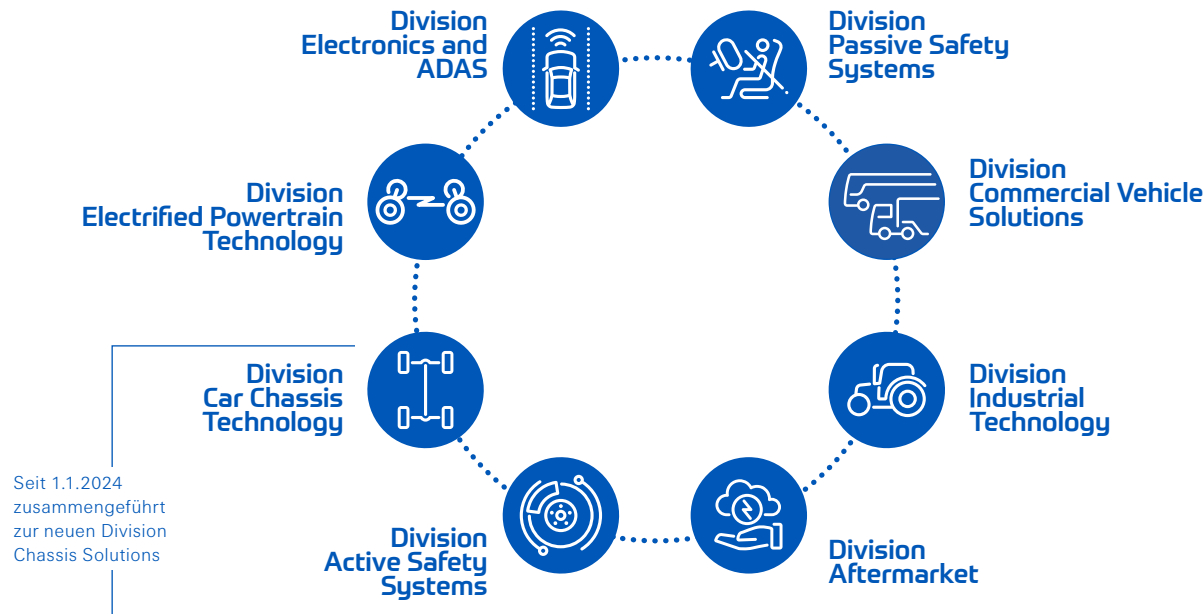 Division
Electronics and
ADAS
Division
Passive Safety
Systems
Division
Electrified Powertrain
Technology
Division
Commercial Vehicle
Solutions
Division
Car Chassis
Technology
Division
Industrial
Technology
Seit 1.1.2024
zusammengeführt
zur neuen Division
Chassis Solutions
Division
Active Safety
Systems
Division
Aftermarket